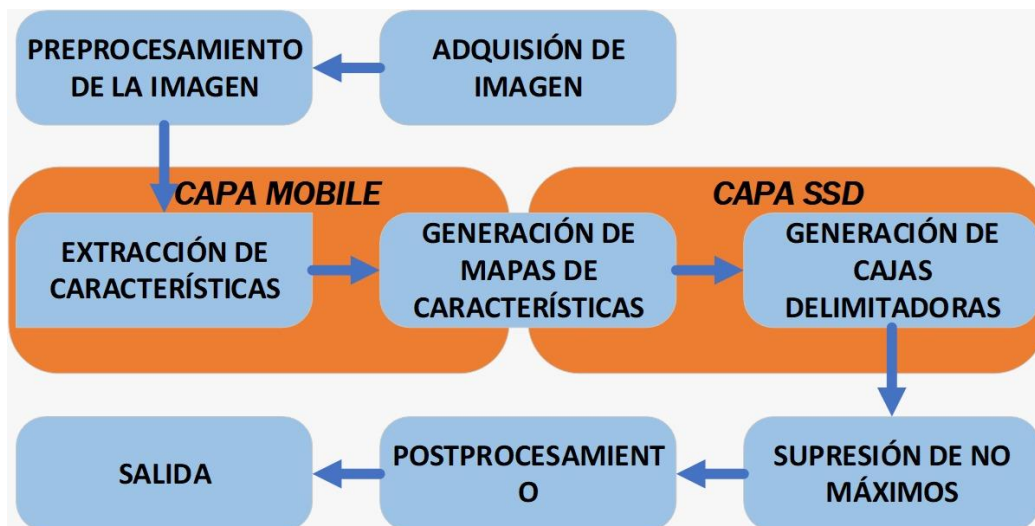 PREPROCESAMIENTO
DE LA IMAGEN
ADQUISIÓN DE
IMAGEN
CAPA MOBILE
CAPA SSD
EXTRACCIÓN DE
CARACTERÍSTICAS
GENERACIÓN DE
MAPAS DE
CARACTERÍSTICAS
GENERACIÓN DE
CAJAS
DELIMITADORAS
SALIDA
POSTPROCESAMIENT
O
SUPRESIÓN DE NO
MÁXIMOS